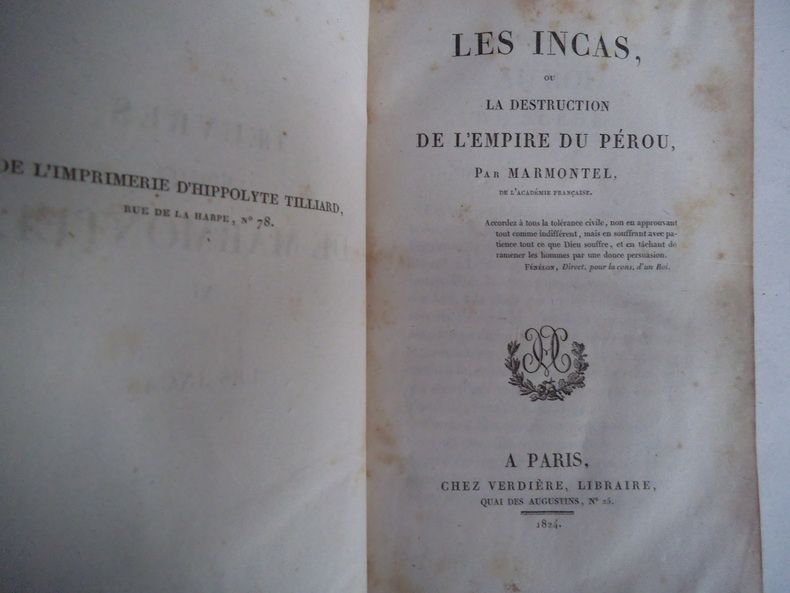 DE L'IMPRIMERIE D'HIPPOLYTE TILLIARD,
RUE DE LA HARPE, Nº 78.
LES INCAS,
OU
LA DESTRUCTION
DE L'EMPIRE DU PÉROU,
PAR MARMONTEL,
DE L'ACADÉMIE FRANÇAISE.
Accordez à tous la tolérance civile, non en approuvant
tout comme indifférent, mais en souffrant avec pa-
tience tout ce que Dieu souffre, et en tâchant de
ramener les hommes par une douce persuasion.
FÉNÉLON, Direct. pour la cons. d'un Roi.
A PARIS,
CHEZ VERDIÈRE, LIBRAIRE,
QUAI DES AUGUSTINS, Nº 25.
1824.